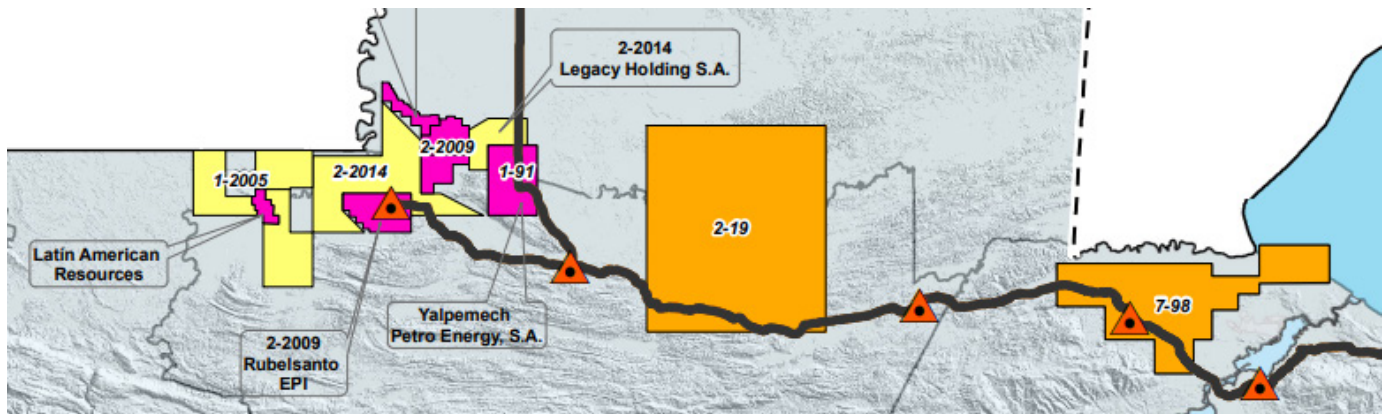 2-2014
Legacy Holding S.A.
2-2009
1-91
2-2014
1-2005
2-19
Latín American
Resources
Yalpemech
Petro Energy, S.A.
7-98
2-2009
Rubelsanto
EPI